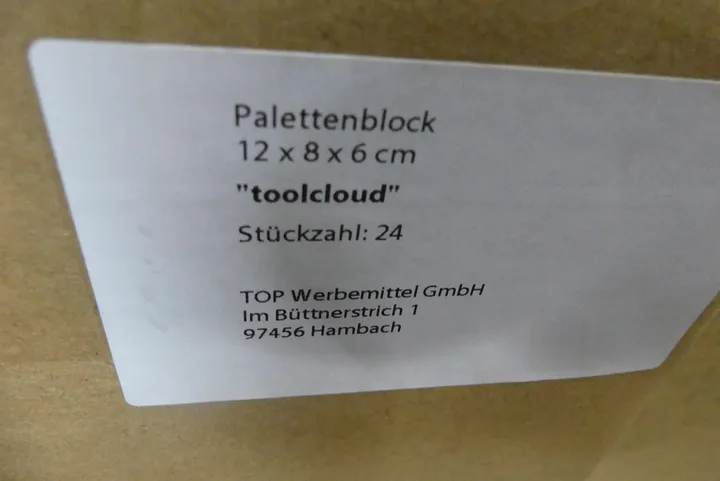 Palettenblock
12 x 8 x 6 cm
"toolcloud"
Stückzahl: 24
TOP Werbemittel GmbH
Im Büttnerstrich 1
97456 Hambach